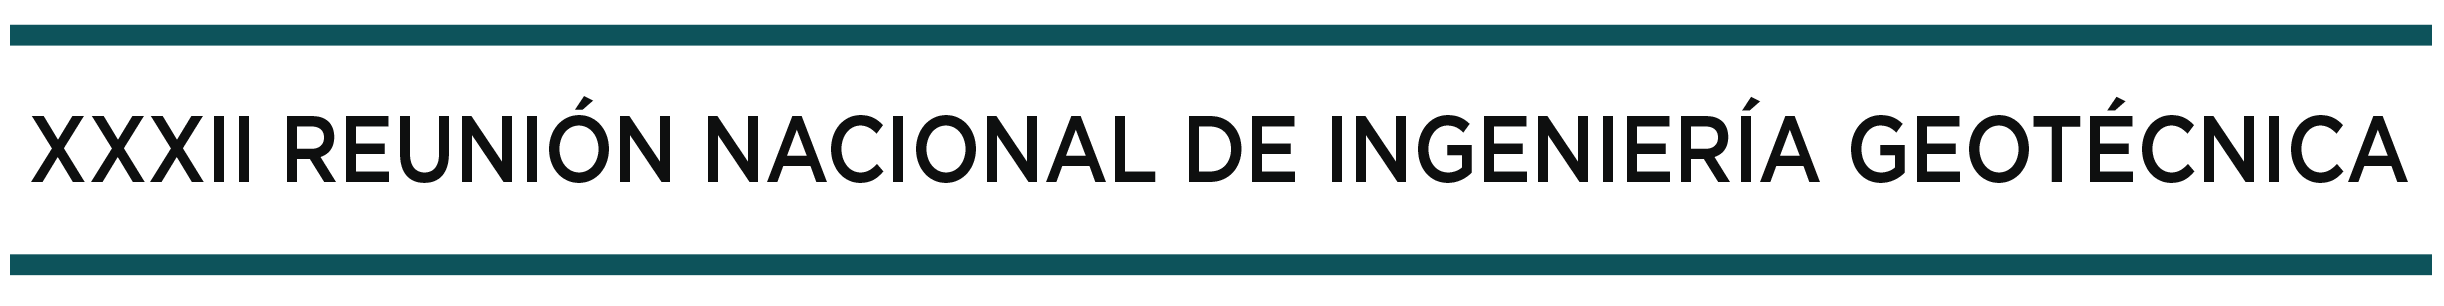 XXXII REUNIÓN NACIONAL DE INGENIERÍA GEOTÉCNICA